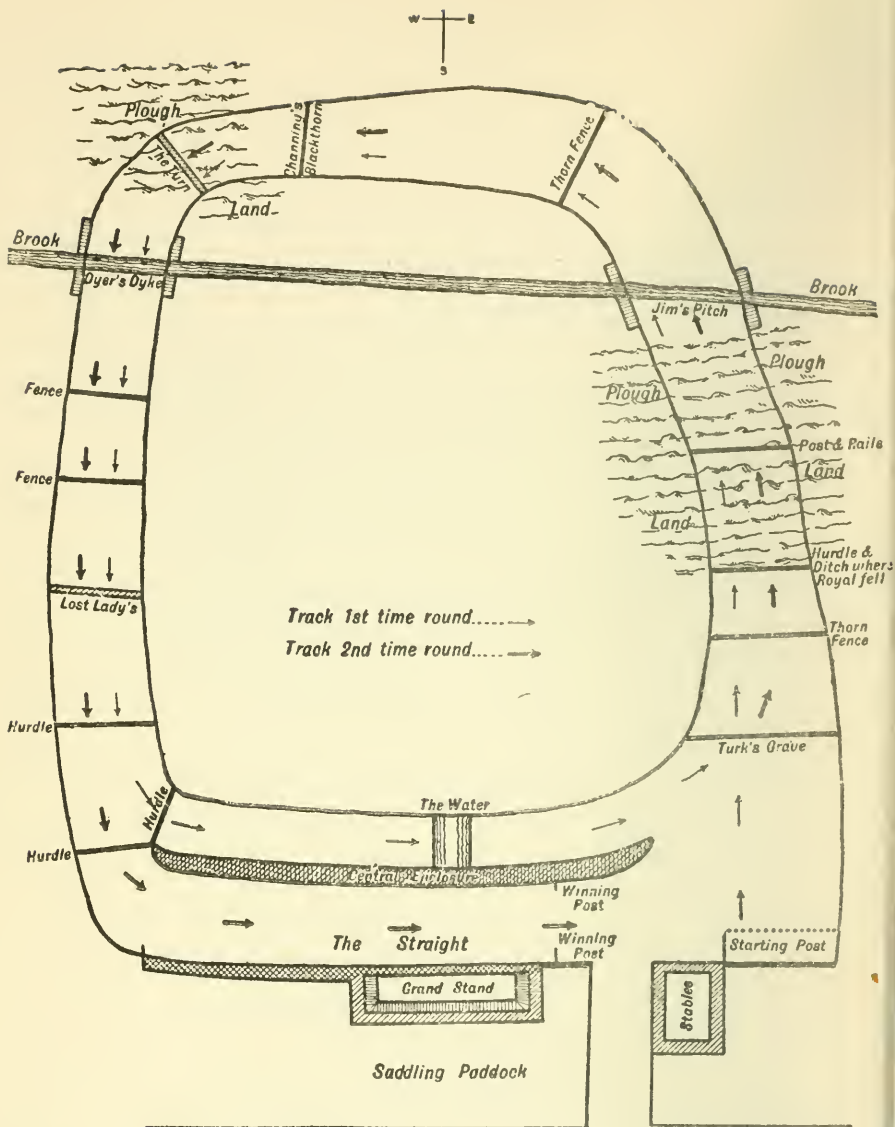 W E
S
Plough
The Turn
Channing's
Blackthorn
Thorn Fence
Land
Brook
Dyer's Dyke
Brook
Jim's Pitch
Plough
Plough
Fence
Post & Rails
Land
Fence
Land
Hurdle &
Ditch where
Royal fell
Lost Lady's
Track 1st time round
Track 2nd time round
Thorn
Fence
Hurdle
Turk's Grave
Hurdle
The Water
Hurdle
Central Enclosure
Winning
Post
The Straight
Winning
Post
Starting Post
Grand Stand
Stables
Saddling Paddock